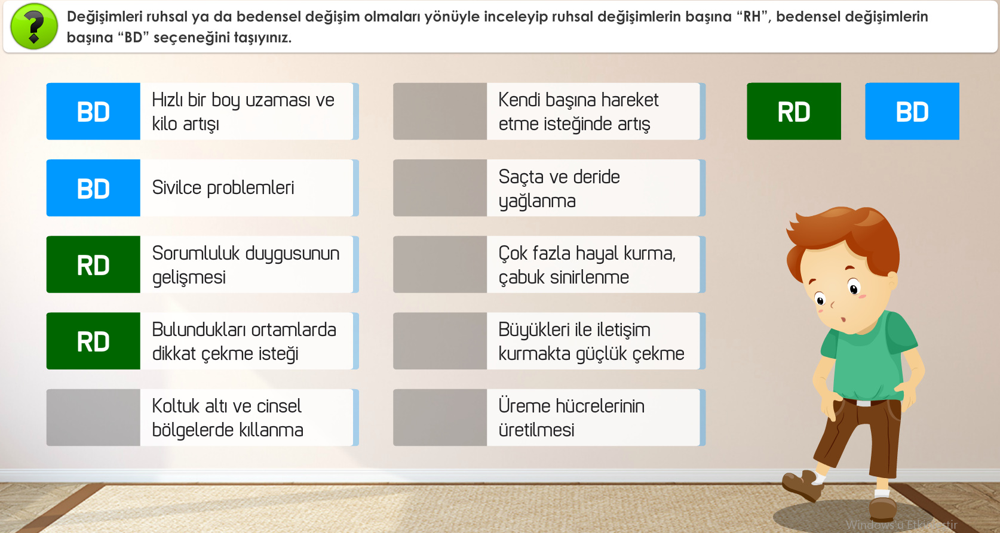 ?
Değişimleri ruhsal ya da bedensel değişim olmaları yönüyle inceleyip ruhsal değişimlerin başına “RH”, bedensel değişimlerin
başına “BD” seçeneğini taşıyınız.
BD
Hızlı bir boy uzaması ve
kilo artışı
BD
Sivilce problemleri
RD
Sorumluluk duygusunun
gelişmesi
RD
Bulundukları ortamlarda
dikkat çekme isteği
Koltuk altı ve cinsel
bölgelerde kıllanma
Kendi başına hareket
etme isteğinde artış
Saçta ve deride
yağlanma
Çok fazla hayal kurma,
çabuk sinirlenme
Büyükleri ile iletişim
kurmakta güçlük çekme
Üreme hücrelerinin
üretilmesi
RD
BD
Windows'u Etkinleştir